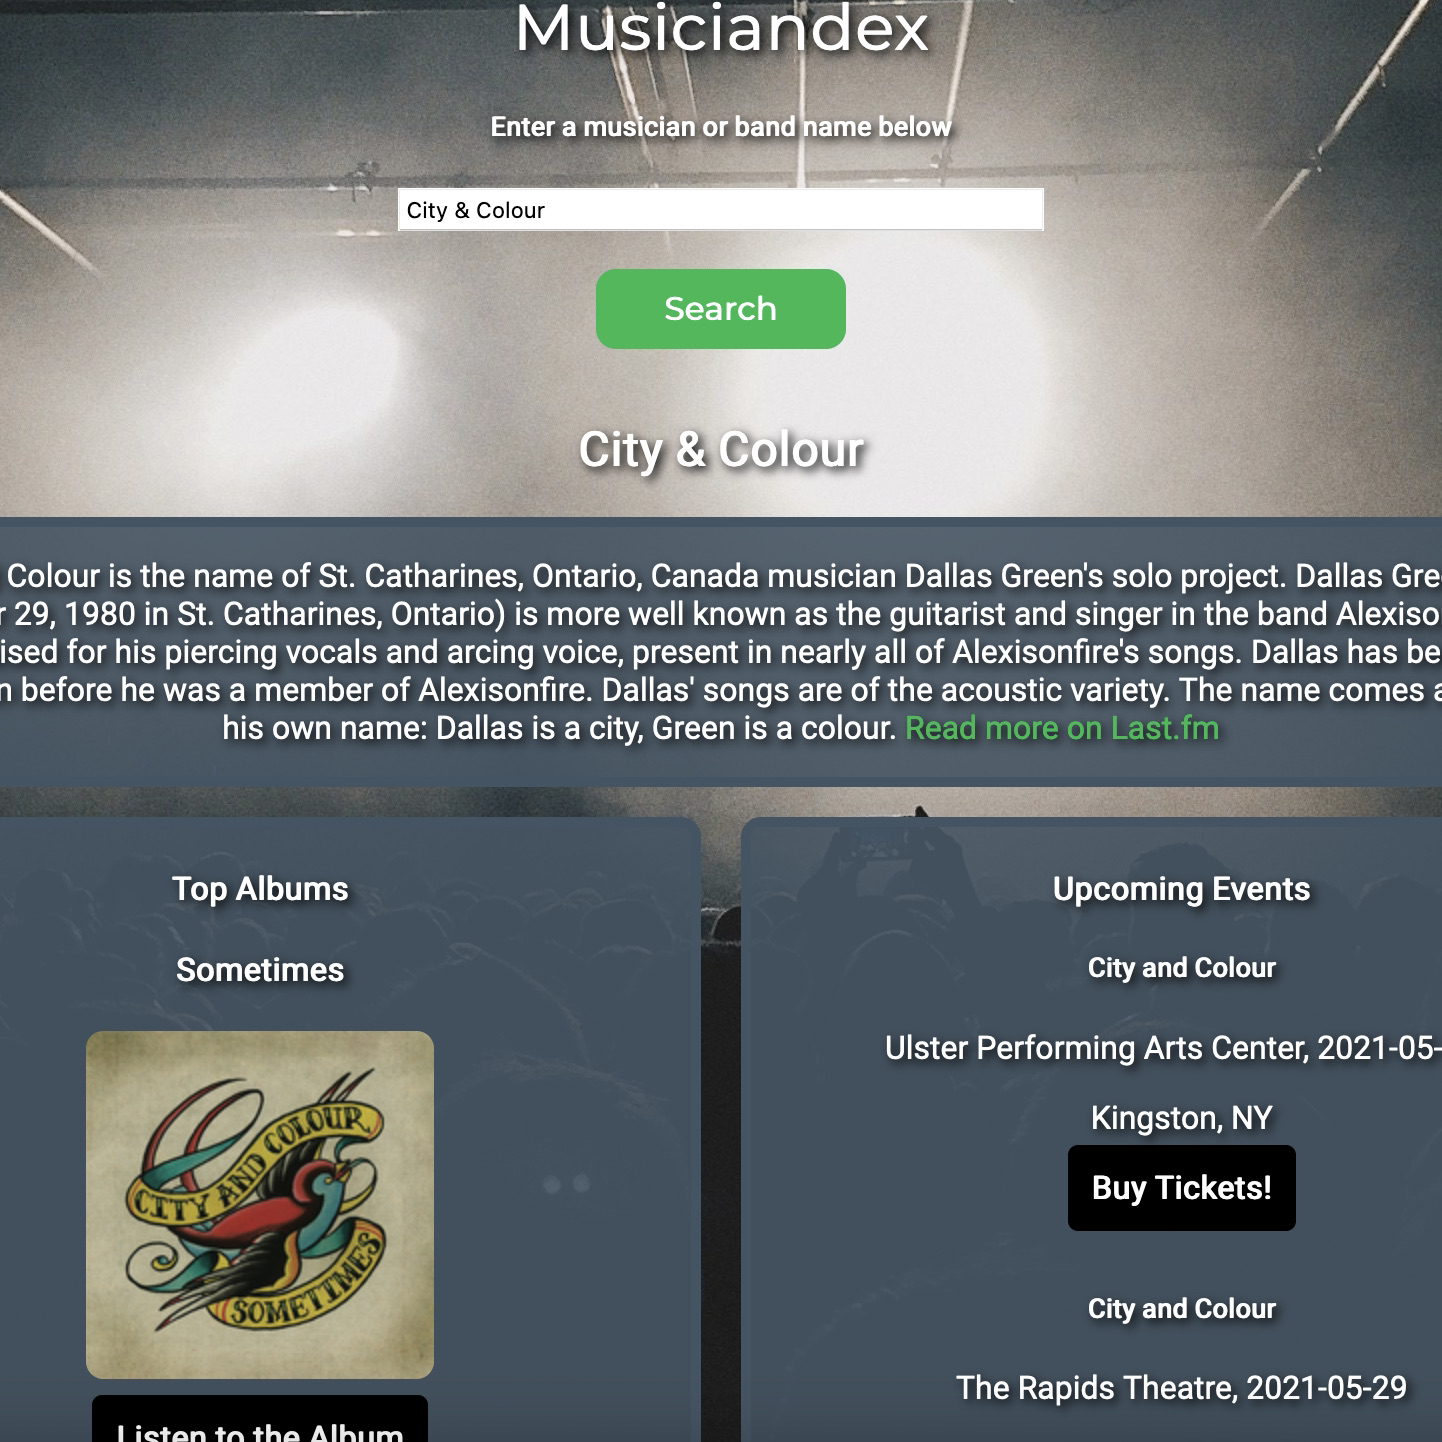 Musiciandex
Enter a musician or band name below
City & Colour
Search
City & Colour
Colour is the name of St. Catharines, Ontario, Canada musician Dallas Green's solo project. Dallas Gre
r 29, 1980 in St. Catharines, Ontario) is more well known as the guitarist and singer in the band Alexiso
ised for his piercing vocals and arcing voice, present in nearly all of Alexisonfire's songs. Dallas has be
n before he was a member of Alexisonfire. Dallas' songs are of the acoustic variety. The name comes a
his own name: Dallas is a city, Green is a colour. Read more on Last.fm
Top Albums
Sometimes
CITY AND COLOUR
SOMETIMES
Listen to the Album
Upcoming Events
City and Colour
Ulster Performing Arts Center, 2021-05-
Kingston, NY
Buy Tickets!
City and Colour
The Rapids Theatre, 2021-05-29